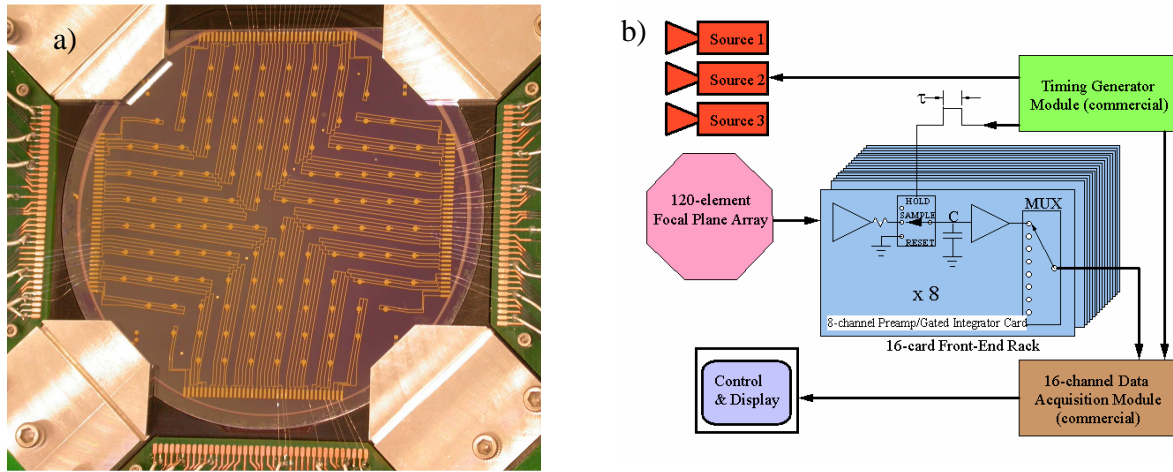 a)
b)
Source 1
Source 2
Source 3
Timing Generator
Module (commercial)
τ
120-element
Focal Plane Array
HOLD
SAMPLE
RESET
C
MUX
x 8
8-channel Preamp/Gated Integrator Card
16-card Front-End Rack
Control
& Display
16-channel Data
Acquisition Module
(commercial)